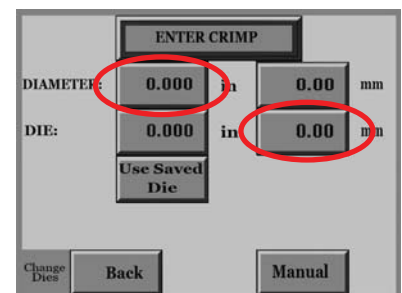 ENTER CRIMP
DIAMETER: 0.000 in 0.00 mm
DIE: 0.000 in 0.00 mm
Use Saved
Die
Change
Dies
Back Manual